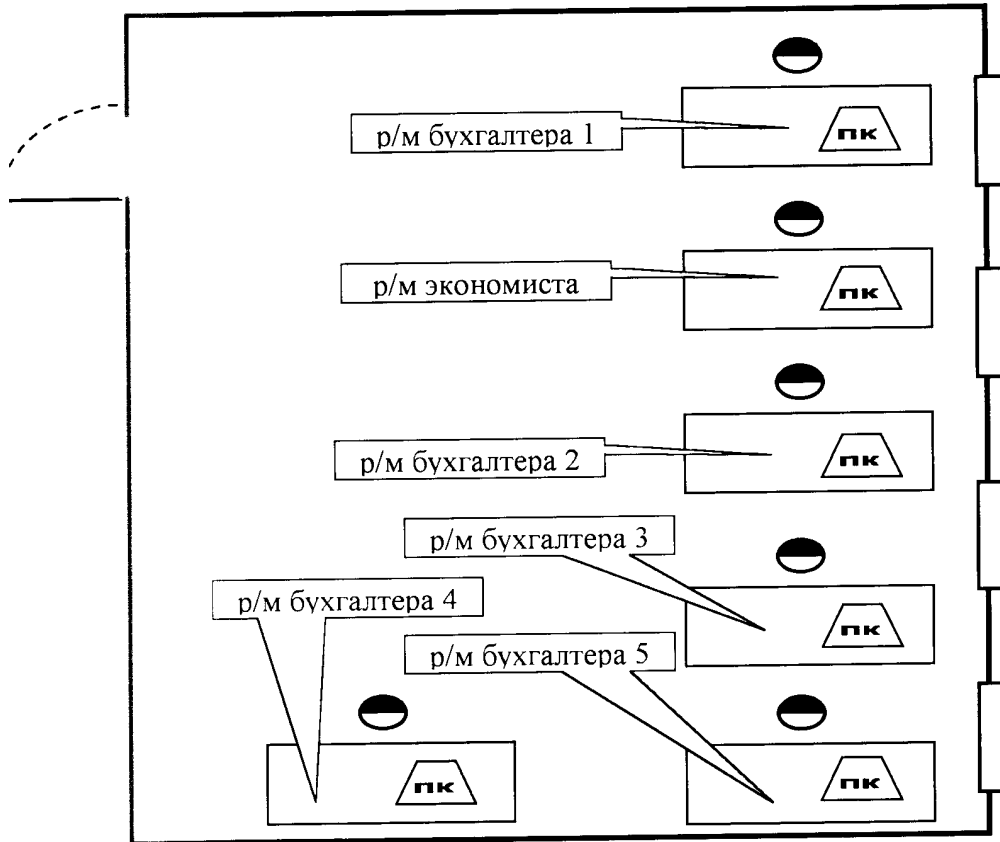 р/м бухгалтера 1
ПК
р/м экономиста
ПК
р/м бухгалтера 2
ПК
р/м бухгалтера 3
ПК
р/м бухгалтера 4
р/м бухгалтера 5
ПК
ПК